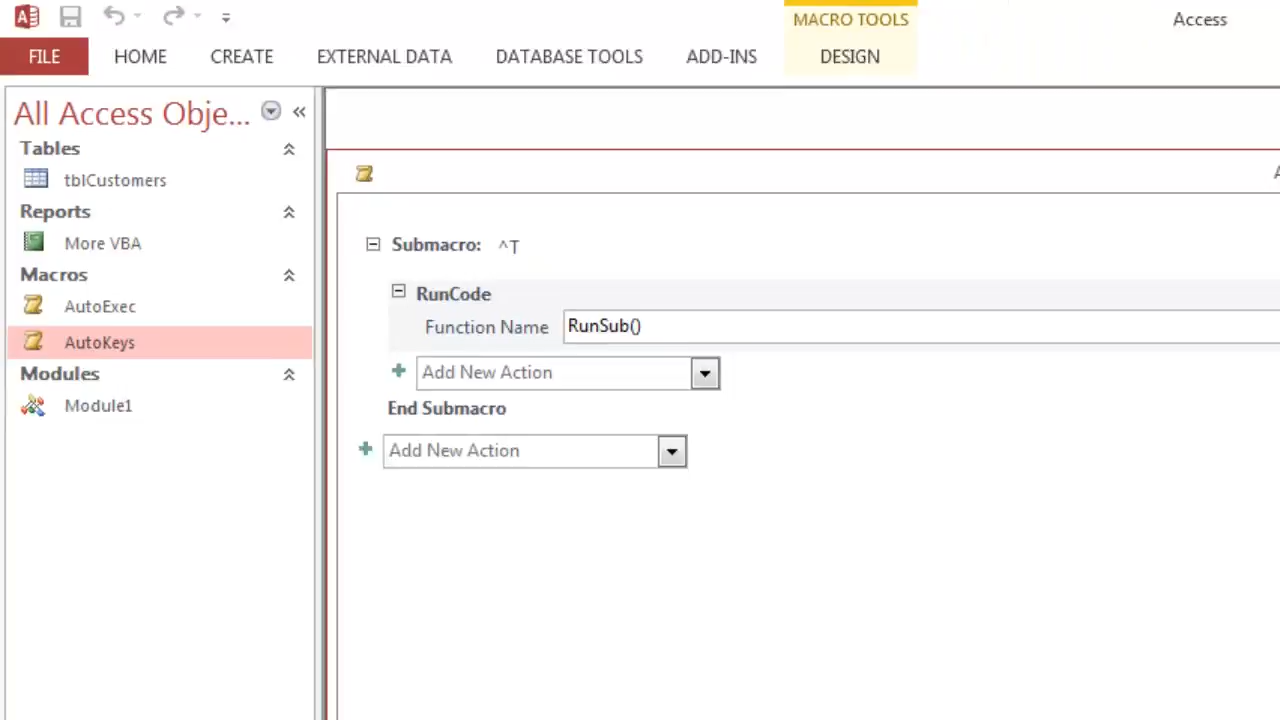 Access
MACRO TOOLS
FILE HOME CREATE EXTERNAL DATA DATABASE TOOLS ADD-INS DESIGN
All Access Obje...
Tables
tblCustomers
Reports
More VBA
Macros
AutoExec
AutoKeys
Modules
Module1
Submacro: ^T
RunCode
Function Name RunSub()
Add New Action
End Submacro
Add New Action